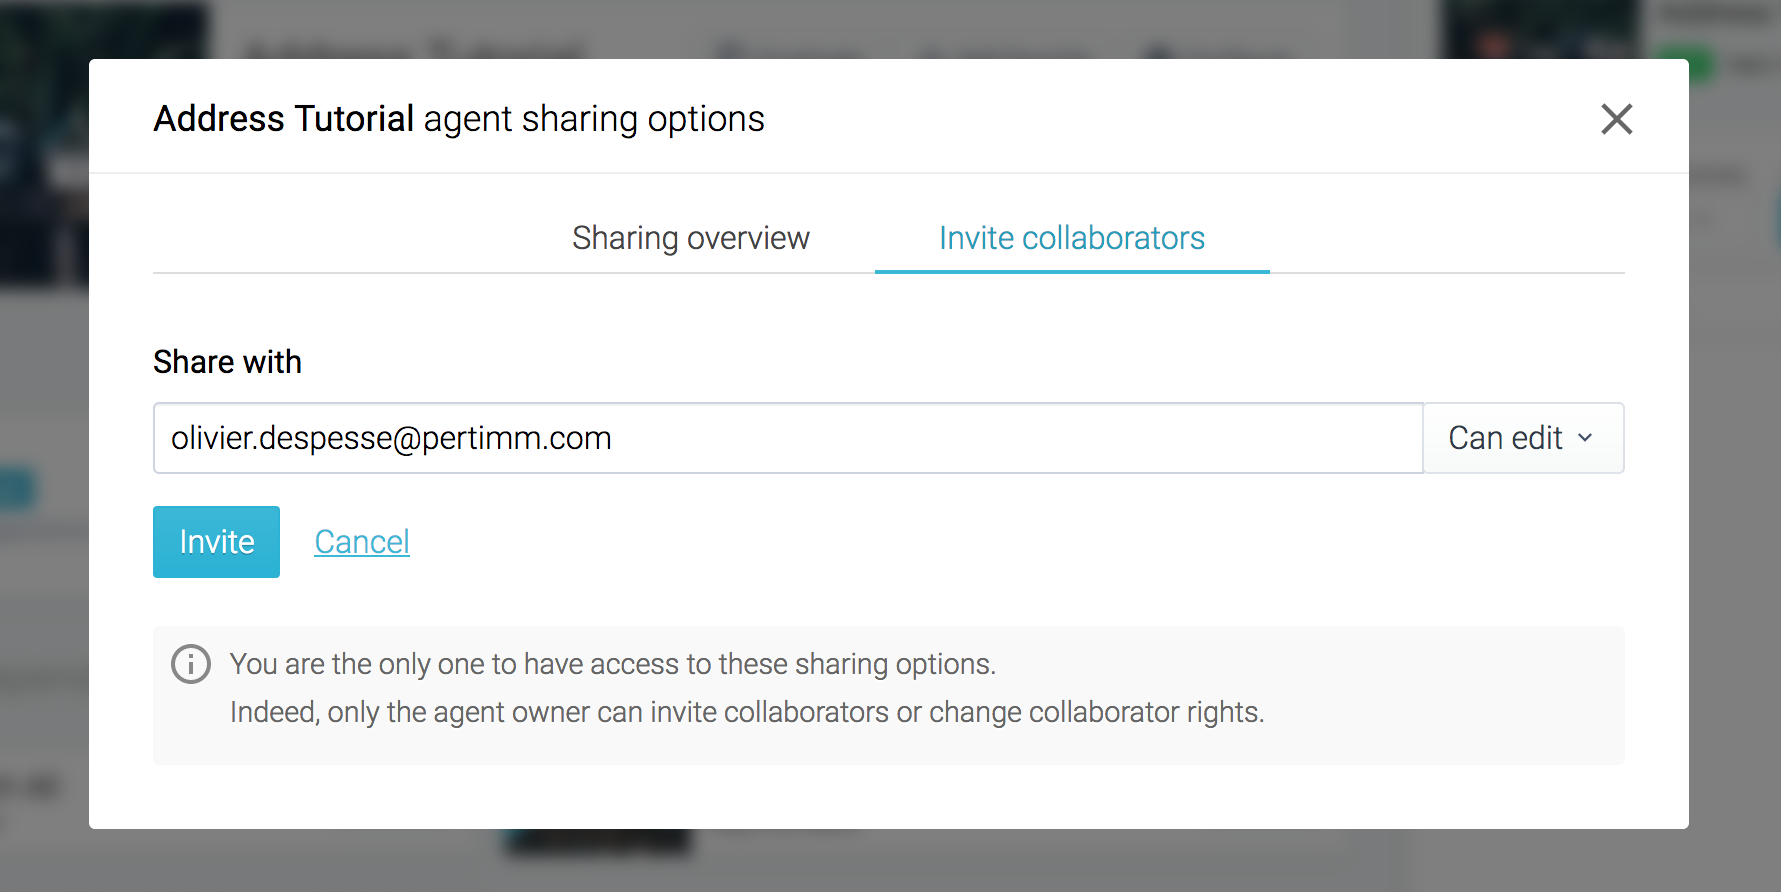 Address Tutorial agent sharing options
Sharing overview
Invite collaborators
Share with
olivier.despesse@pertimm.com
Can edit
Invite
Cancel
You are the only one to have access to these sharing options.
Indeed, only the agent owner can invite collaborators or change collaborator rights.